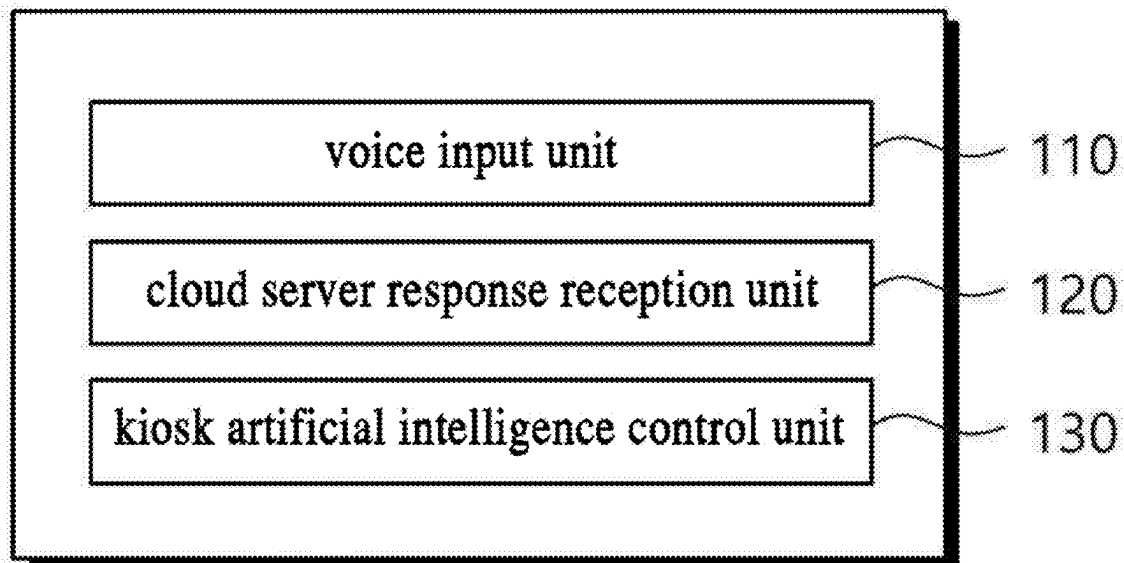 voice input unit 110
cloud server response reception unit 120
kiosk artificial intelligence control unit 130